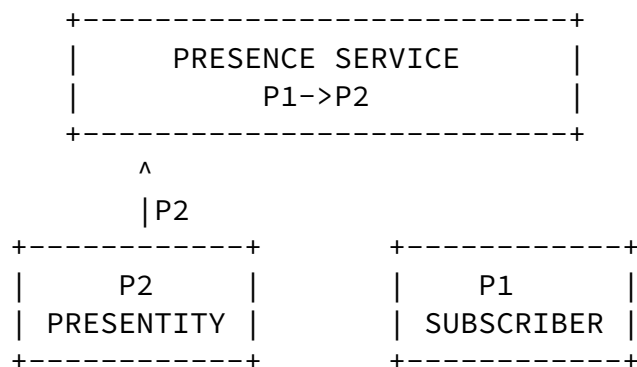 PRESENCE SERVICE
P1->P2
^
|P2
P2 P1
PRESENTITY SUBSCRIBER